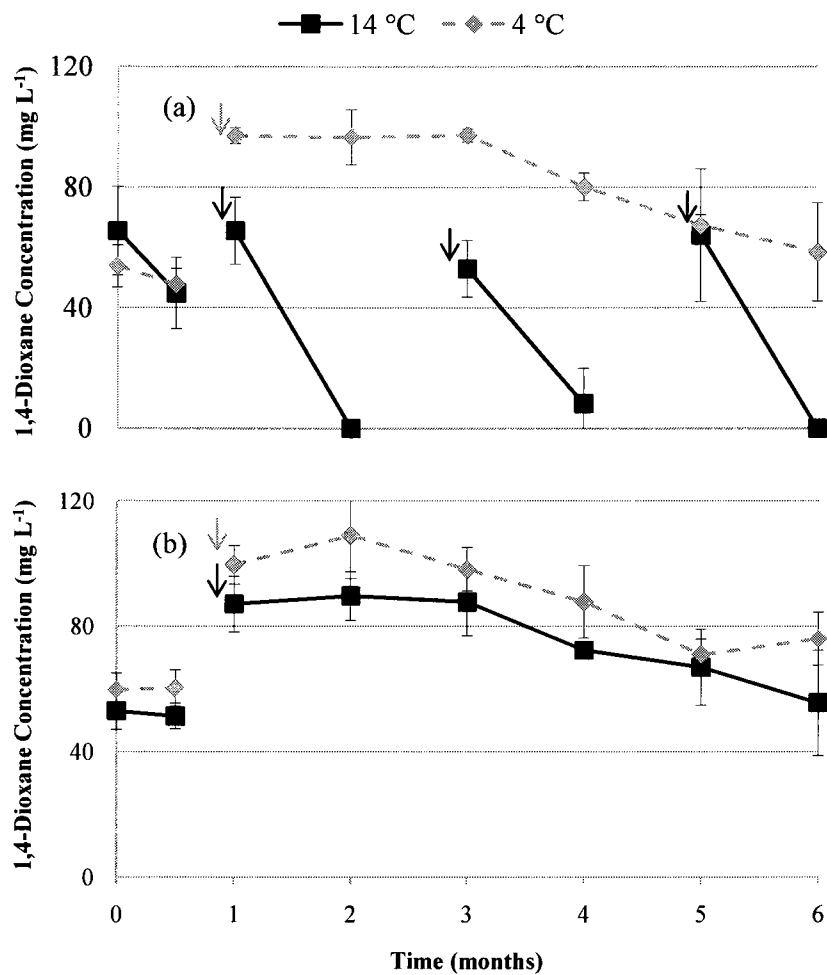 14 °C 4 °C
1,4-Dioxane Concentration (mg L-1)
120
80
40
0
(a)
1,4-Dioxane Concentration (mg L-1)
120
80
40
0
(b)
0 1 2 3 4 5 6
Time (months)